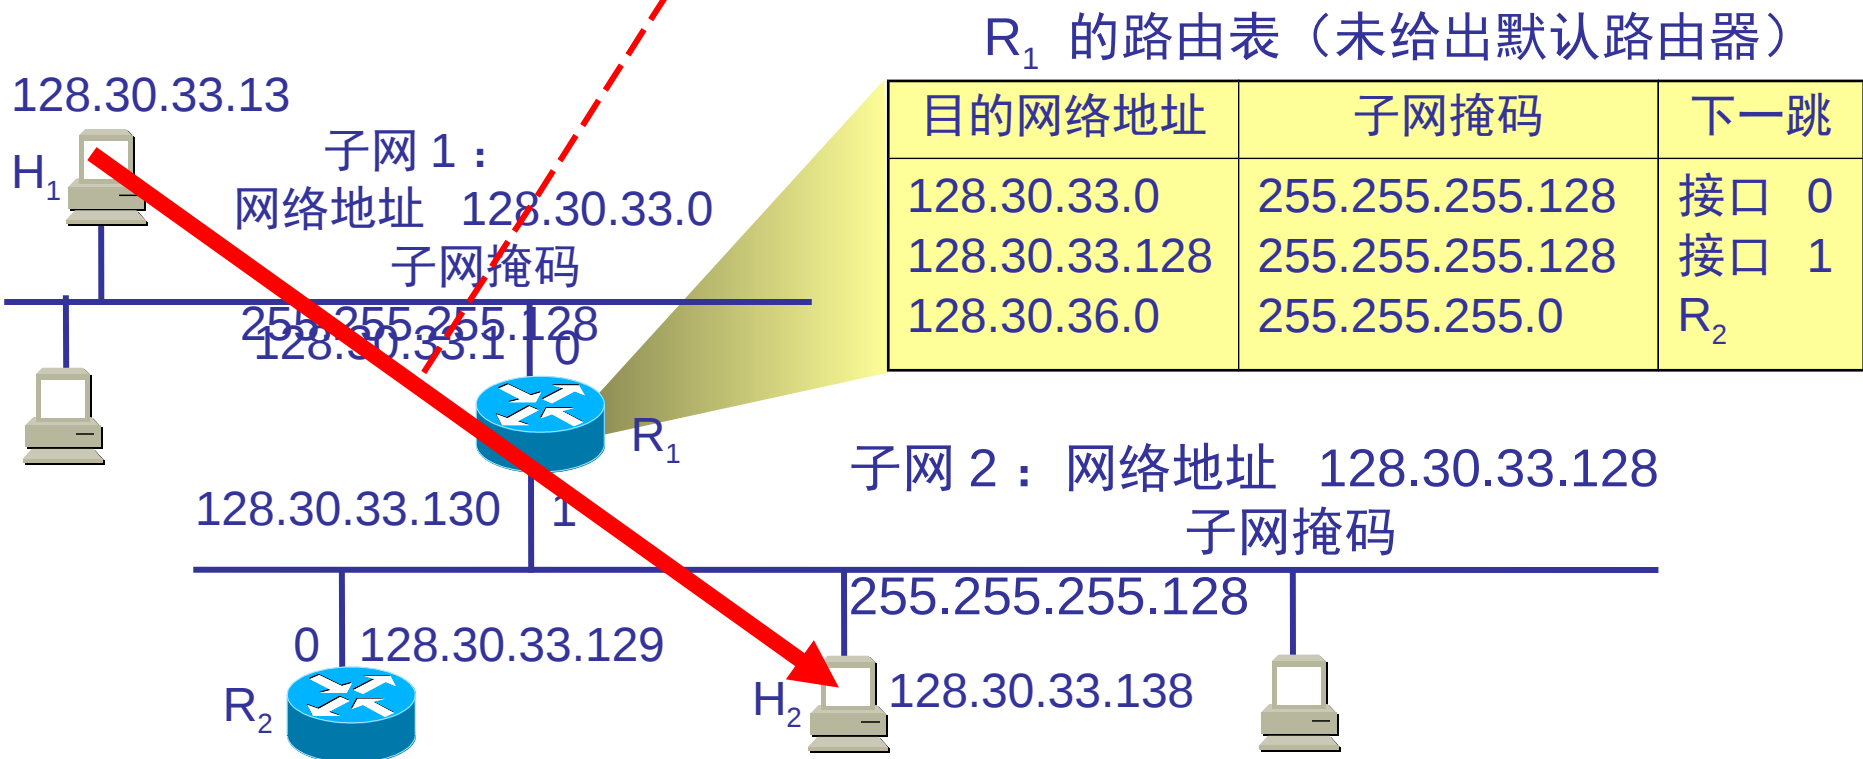 R1 的路由表（未给出默认路由器）
目的网络地址 子网掩码 下一跳
128.30.33.0 255.255.255.128 接口 0
128.30.33.128 255.255.255.128 接口 1
128.30.36.0 255.255.255.0 R2
128.30.33.13
H1
子网 1：
网络地址 128.30.33.0
子网掩码
255.255.255.128
128.30.33.1 0
R1
128.30.33.130 1
子网 2：网络地址 128.30.33.128
子网掩码
255.255.255.128
0 128.30.33.129
R2
H2 128.30.33.138